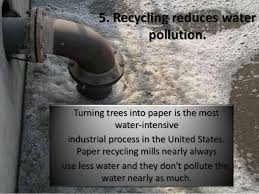 5. Recycling reduces water
pollution.
Turning trees into paper is the most
water-intensive
industrial process in the United States.
Paper recycling mills nearly always
use less water and they don't pollute the
water nearly as much.